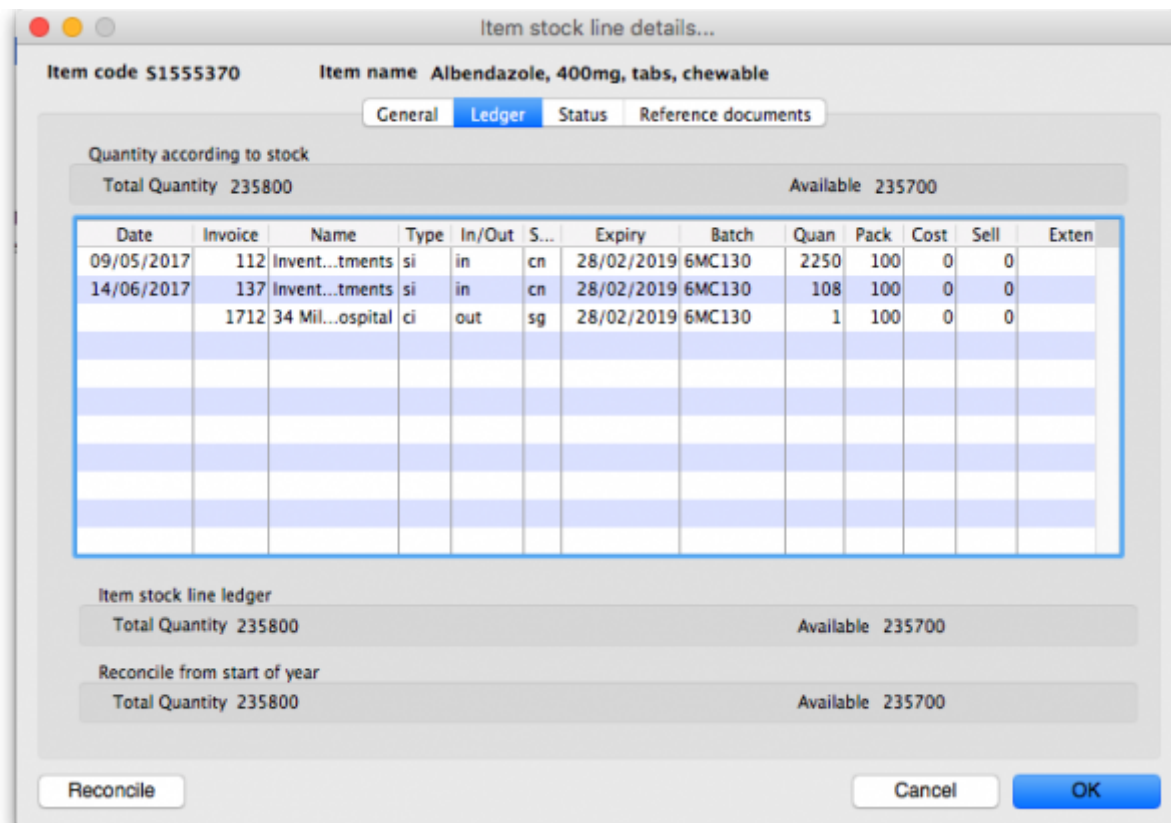 Item stock line details...
Item code S1555370 Item name Albendazole, 400mg, tabs, chewable
General Ledger Status Reference documents
Quantity according to stock
Total Quantity 235800 Available 235700
Date Invoice Name Type In/Out S... Expiry Batch Quan Pack Cost Sell Exten
09/05/2017 112 Invent...tments si in cn 28/02/2019 6MC130 2250 100 0 0
14/06/2017 137 Invent...tments si in cn 28/02/2019 6MC130 108 100 0 0
1712 34 Mil...ospital ci out sg 28/02/2019 6MC130 1 100 0 0
Item stock line ledger
Total Quantity 235800 Available 235700
Reconcile from start of year
Total Quantity 235800 Available 235700
Reconcile Cancel OK